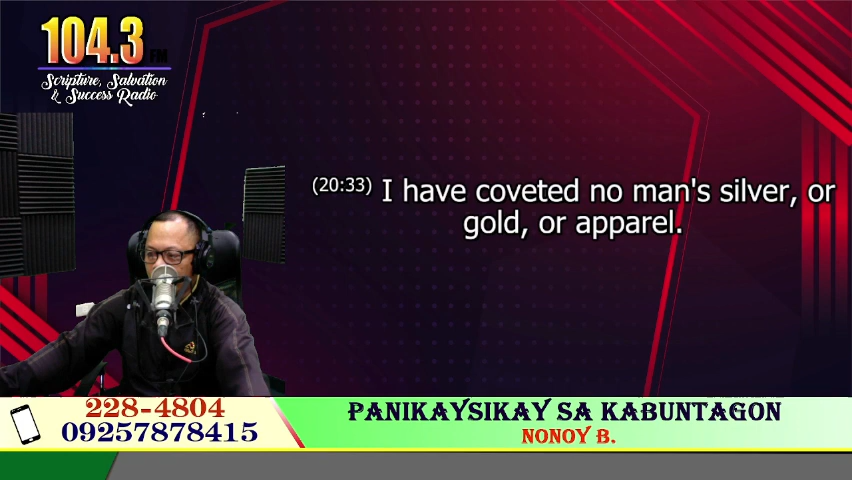 104.3 FM
Scripture, Salvation
& Success Radio
(20:33) I have coveted no man's silver, or
gold, or apparel.
228-4804
09257878415
PANIKAYSIKAY SA KABUNTAGON
NONOY B.